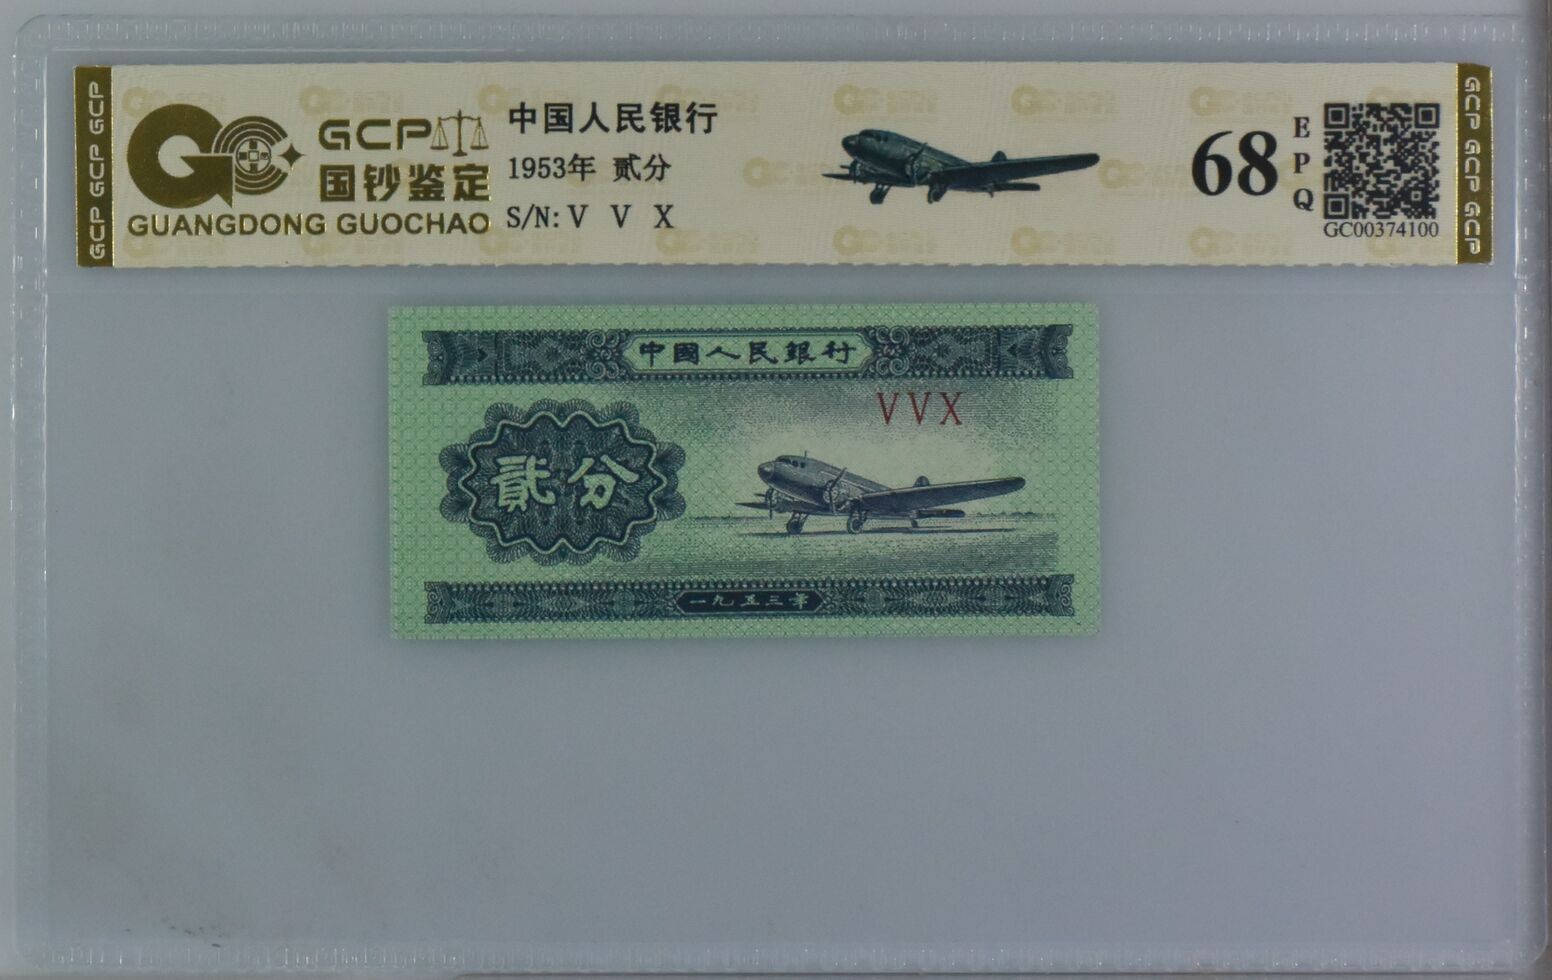 GCP GCP GCP
GCP
国钞鉴定
GUANGDONG GUOCHAO
中国人民银行
1953年 贰分
S/N: V V X
68
EPQ
GC00374100
GCP GCP GCP
中國人民銀行
VVX
貳分
一九五三年